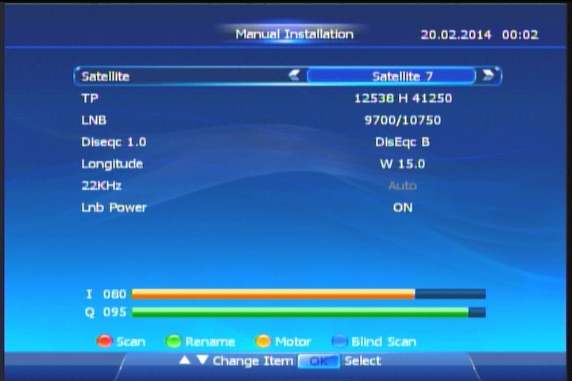 Manual Installation 20.02.2014 00:02
Satellite Satellite 7
TP 12538 H 41250
LNB 9700/10750
Diseqc 1.0 DisEqc B
Longitude W 15.0
22KHz Auto
Lnb Power ON
I 080
Q 095
Scan Rename Motor Blind Scan
Change Item OK Select